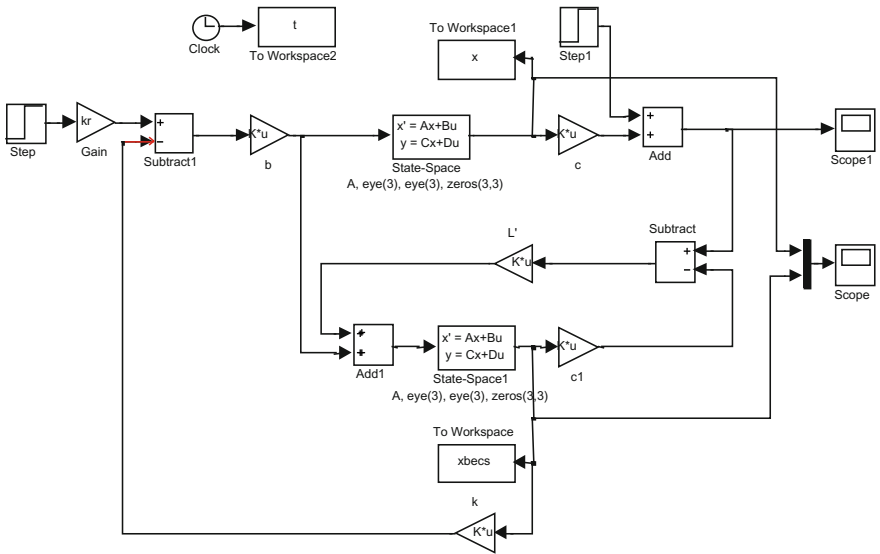 t
Clock
To Workspace2
To Workspace1
x
Step1
kr
+
−
Step
Gain
Subtract1
K*u
b
x' = Ax+Bu
y = Cx+Du
State-Space
A, eye(3), eye(3), zeros(3,3)
K*u
c
+
+
Add
Scope1
L'
K*u
Subtract
+
−
Scope
+
+
Add1
x' = Ax+Bu
y = Cx+Du
State-Space1
A, eye(3), eye(3), zeros(3,3)
K*u
c1
To Workspace
xbecs
k
K*u